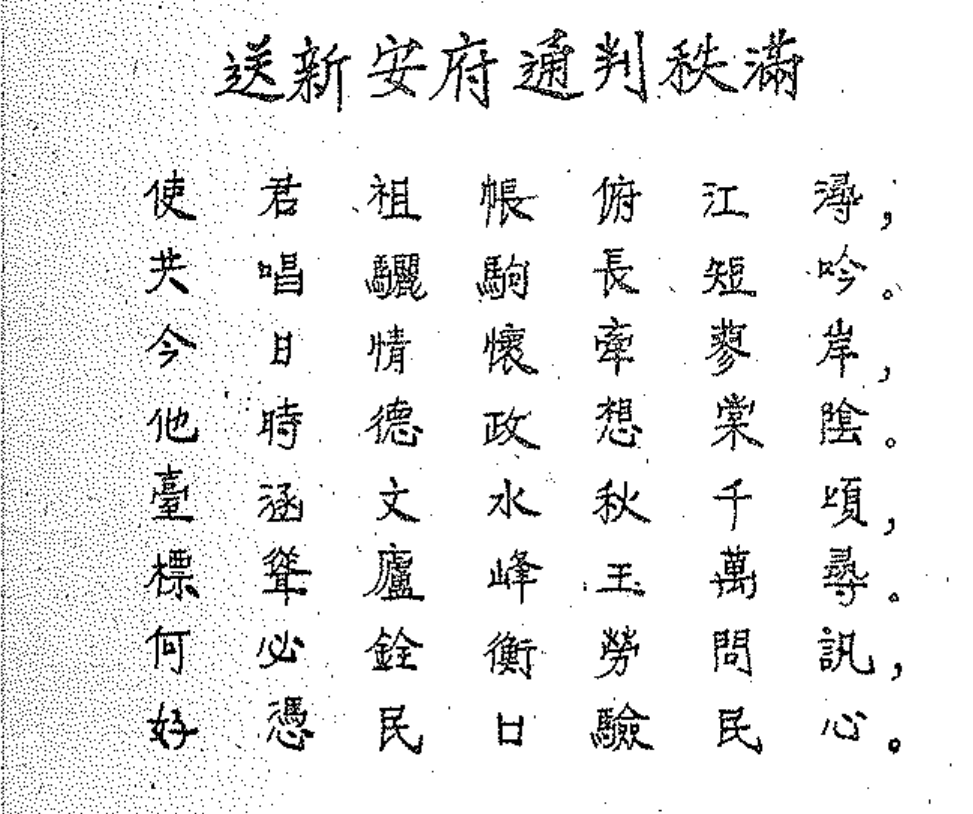 送新安府通判秩滿
使君祖帳俯江潯，
共唱驪駒長短吟。
今日情懷牽蓼岸，
他時德政想棠陰。
臺涵文水秋千頃，
標聳廬峰玉萬尋。
何必銓衡勞問訊，
好憑民口驗民心。